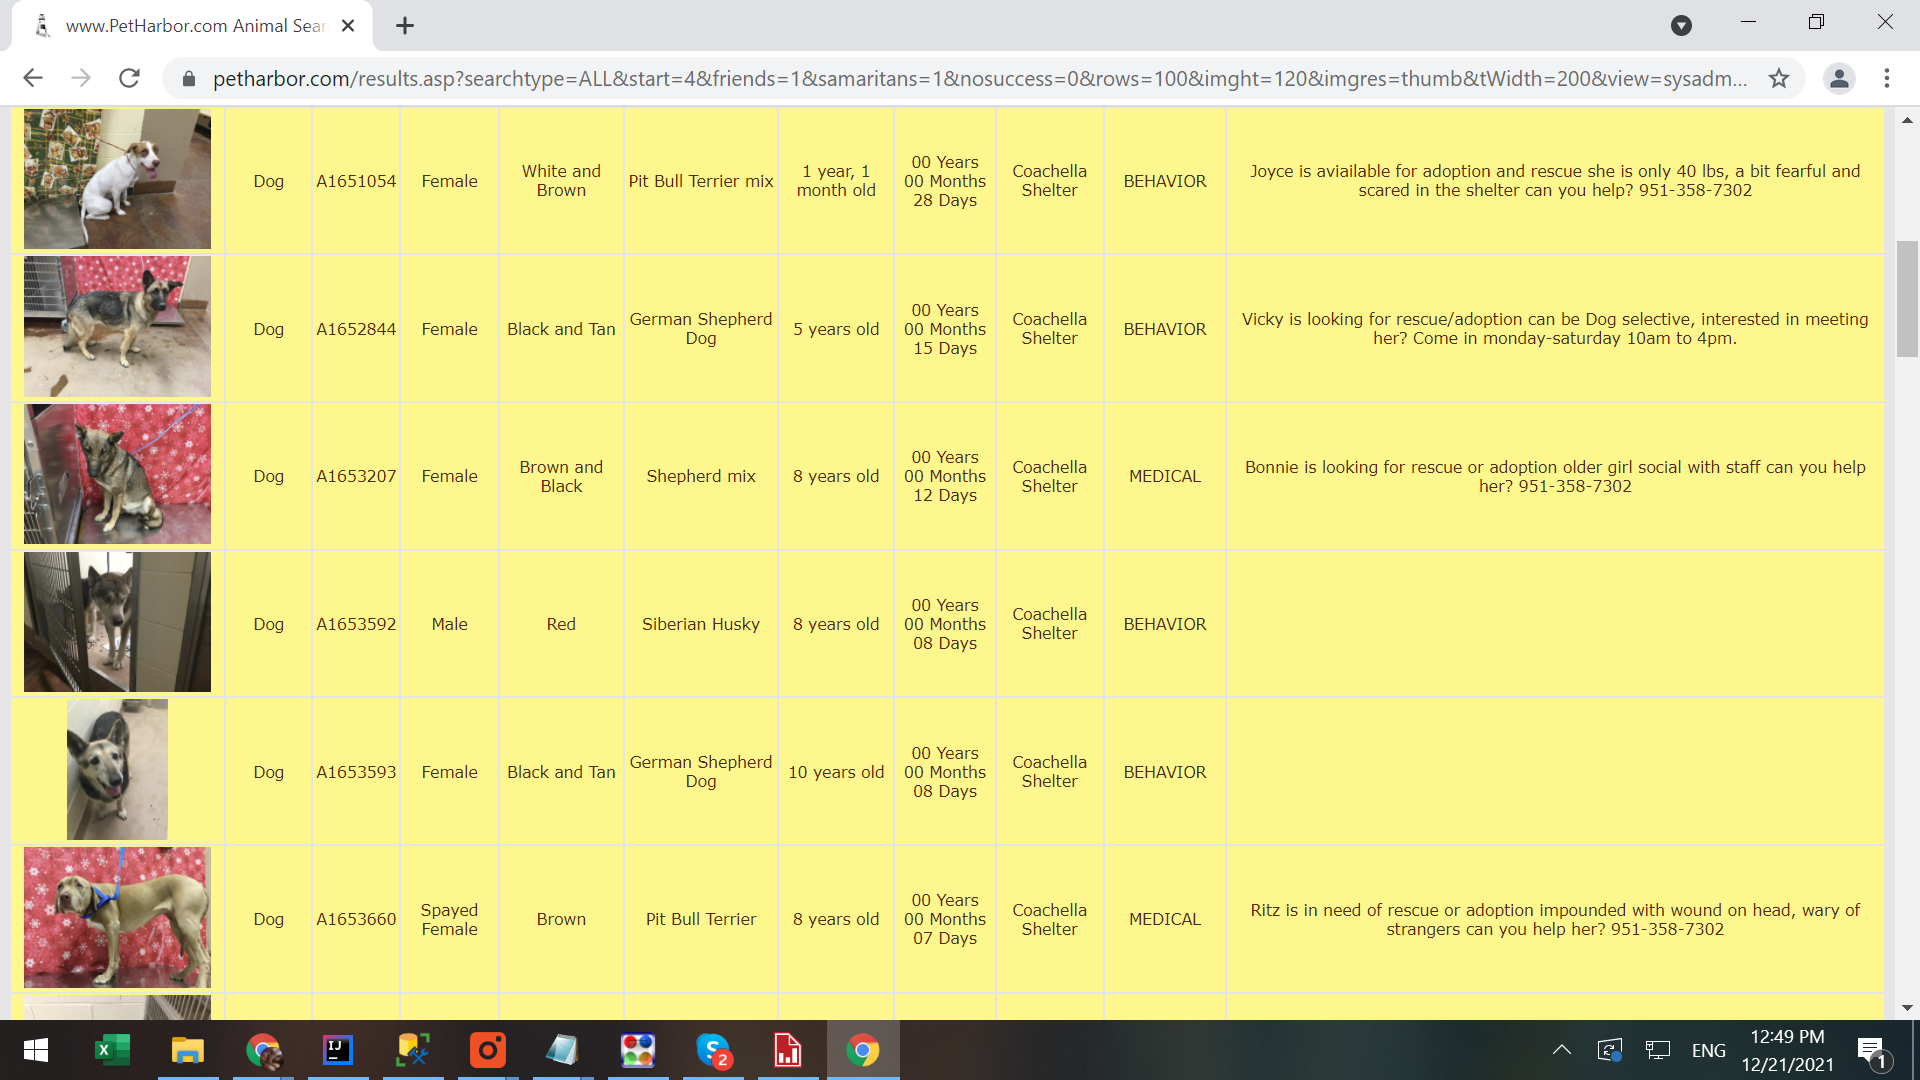 www.PetHarbor.com Animal Sear
petharbor.com/results.asp?searchtype=ALL&start=4&friends=1&samaritans=1&nosuccess=0&rows=100&imght=120&imgres=thumb&tWidth=200&view=sysadm...
Dog
A1651054
Female
White and
Brown
Pit Bull Terrier mix
1 year, 1
month old
00 Years
00 Months
28 Days
Coachella
Shelter
BEHAVIOR
Joyce is aviailable for adoption and rescue she is only 40 lbs, a bit fearful and
scared in the shelter can you help? 951-358-7302
Dog
A1652844
Female
Black and Tan
German Shepherd
Dog
5 years old
00 Years
00 Months
15 Days
Coachella
Shelter
BEHAVIOR
Vicky is looking for rescue/adoption can be Dog selective, interested in meeting
her? Come in monday-saturday 10am to 4pm.
Dog
A1653207
Female
Brown and
Black
Shepherd mix
8 years old
00 Years
00 Months
12 Days
Coachella
Shelter
MEDICAL
Bonnie is looking for rescue or adoption older girl social with staff can you help
her? 951-358-7302
Dog
A1653592
Male
Red
Siberian Husky
8 years old
00 Years
00 Months
08 Days
Coachella
Shelter
BEHAVIOR
Dog
A1653593
Female
Black and Tan
German Shepherd
Dog
10 years old
00 Years
00 Months
08 Days
Coachella
Shelter
BEHAVIOR
Dog
A1653660
Spayed
Female
Brown
Pit Bull Terrier
8 years old
00 Years
00 Months
07 Days
Coachella
Shelter
MEDICAL
Ritz is in need of rescue or adoption impounded with wound on head, wary of
strangers can you help her? 951-358-7302
X
IJ
S
2
ENG
12:49 PM
12/21/2021
1